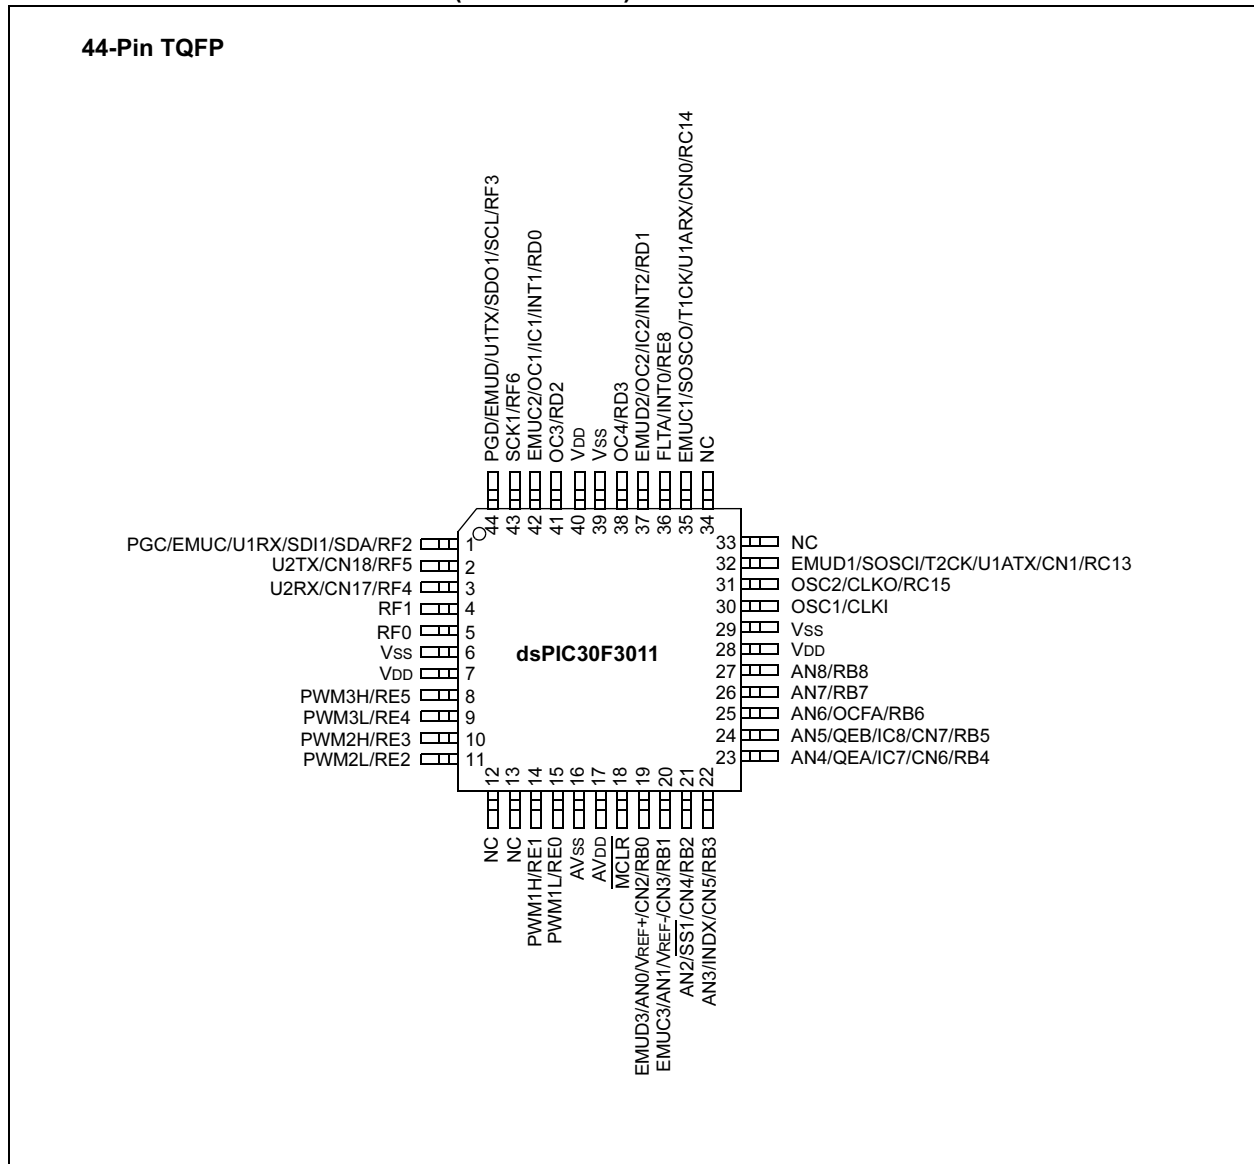 44-Pin TQFP
PGD/EMUD/U1TX/SDO1/SCL/RF3
SCK1/RF6
EMUC2/OC1/IC1/INT1/RD0
OC3/RD2
VDD
VSS
OC4/RD3
EMUD2/OC2/IC2/INT2/RD1
FLTA/INT0/RE8
EMUC1/SOSCO/T1CK/U1ARX/CN0/RC14
NC
44
43
42
41
40
39
38
37
36
35
34
PGC/EMUC/U1RX/SDI1/SDA/RF2 1
U2TX/CN18/RF5 2
U2RX/CN17/RF4 3
RF1 4
RF0 5
VSS 6
VDD 7
PWM3H/RE5 8
PWM3L/RE4 9
PWM2H/RE3 10
PWM2L/RE2 11
dsPIC30F3011
33 NC
32 EMUD1/SOSCI/T2CK/U1ATX/CN1/RC13
31 OSC2/CLKO/RC15
30 OSC1/CLKI
29 VSS
28 VDD
27 AN8/RB8
26 AN7/RB7
25 AN6/OCFA/RB6
24 AN5/QEB/IC8/CN7/RB5
23 AN4/QEA/IC7/CN6/RB4
12
13
14
15
16
17
18
19
20
21
22
NC
NC
PWM1H/RE1
PWM1L/RE0
AVSS
AVDD
MCLR
EMUD3/AN0/VREF+/CN2/RB0
EMUC3/AN1/VREF-/CN3/RB1
AN2/SS1/CN4/RB2
AN3/INDX/CN5/RB3